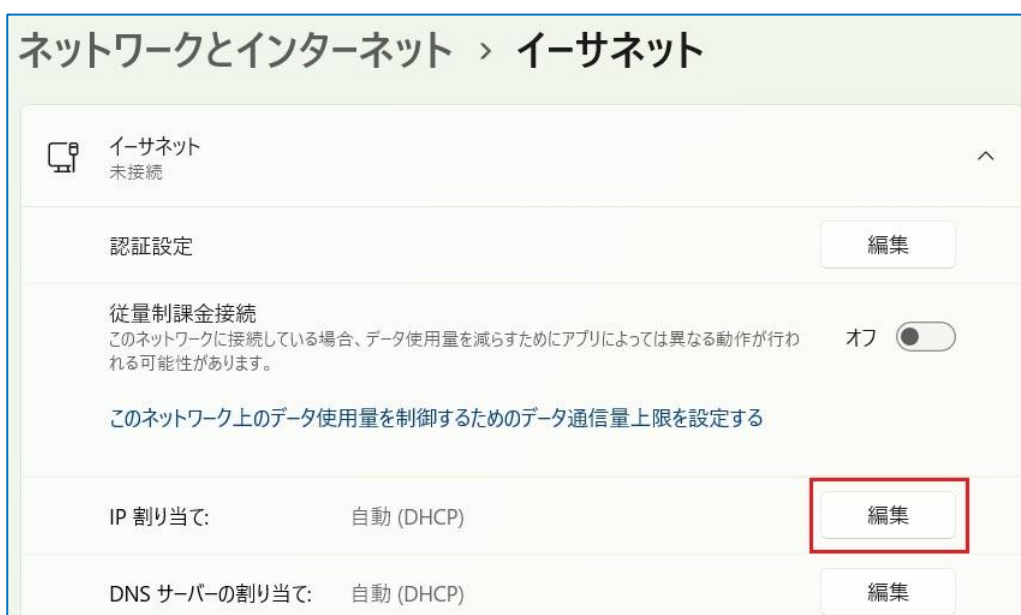 ネットワークとインターネット › イーサネット
イーサネット
未接続
認証設定 編集
従量制課金接続
このネットワークに接続している場合、データ使用量を減らすためにアプリによっては異なる動作が行わ
れる可能性があります。
オフ
このネットワーク上のデータ使用量を制御するためのデータ通信量上限を設定する
IP 割り当て: 自動 (DHCP) 編集
DNS サーバーの割り当て: 自動 (DHCP) 編集